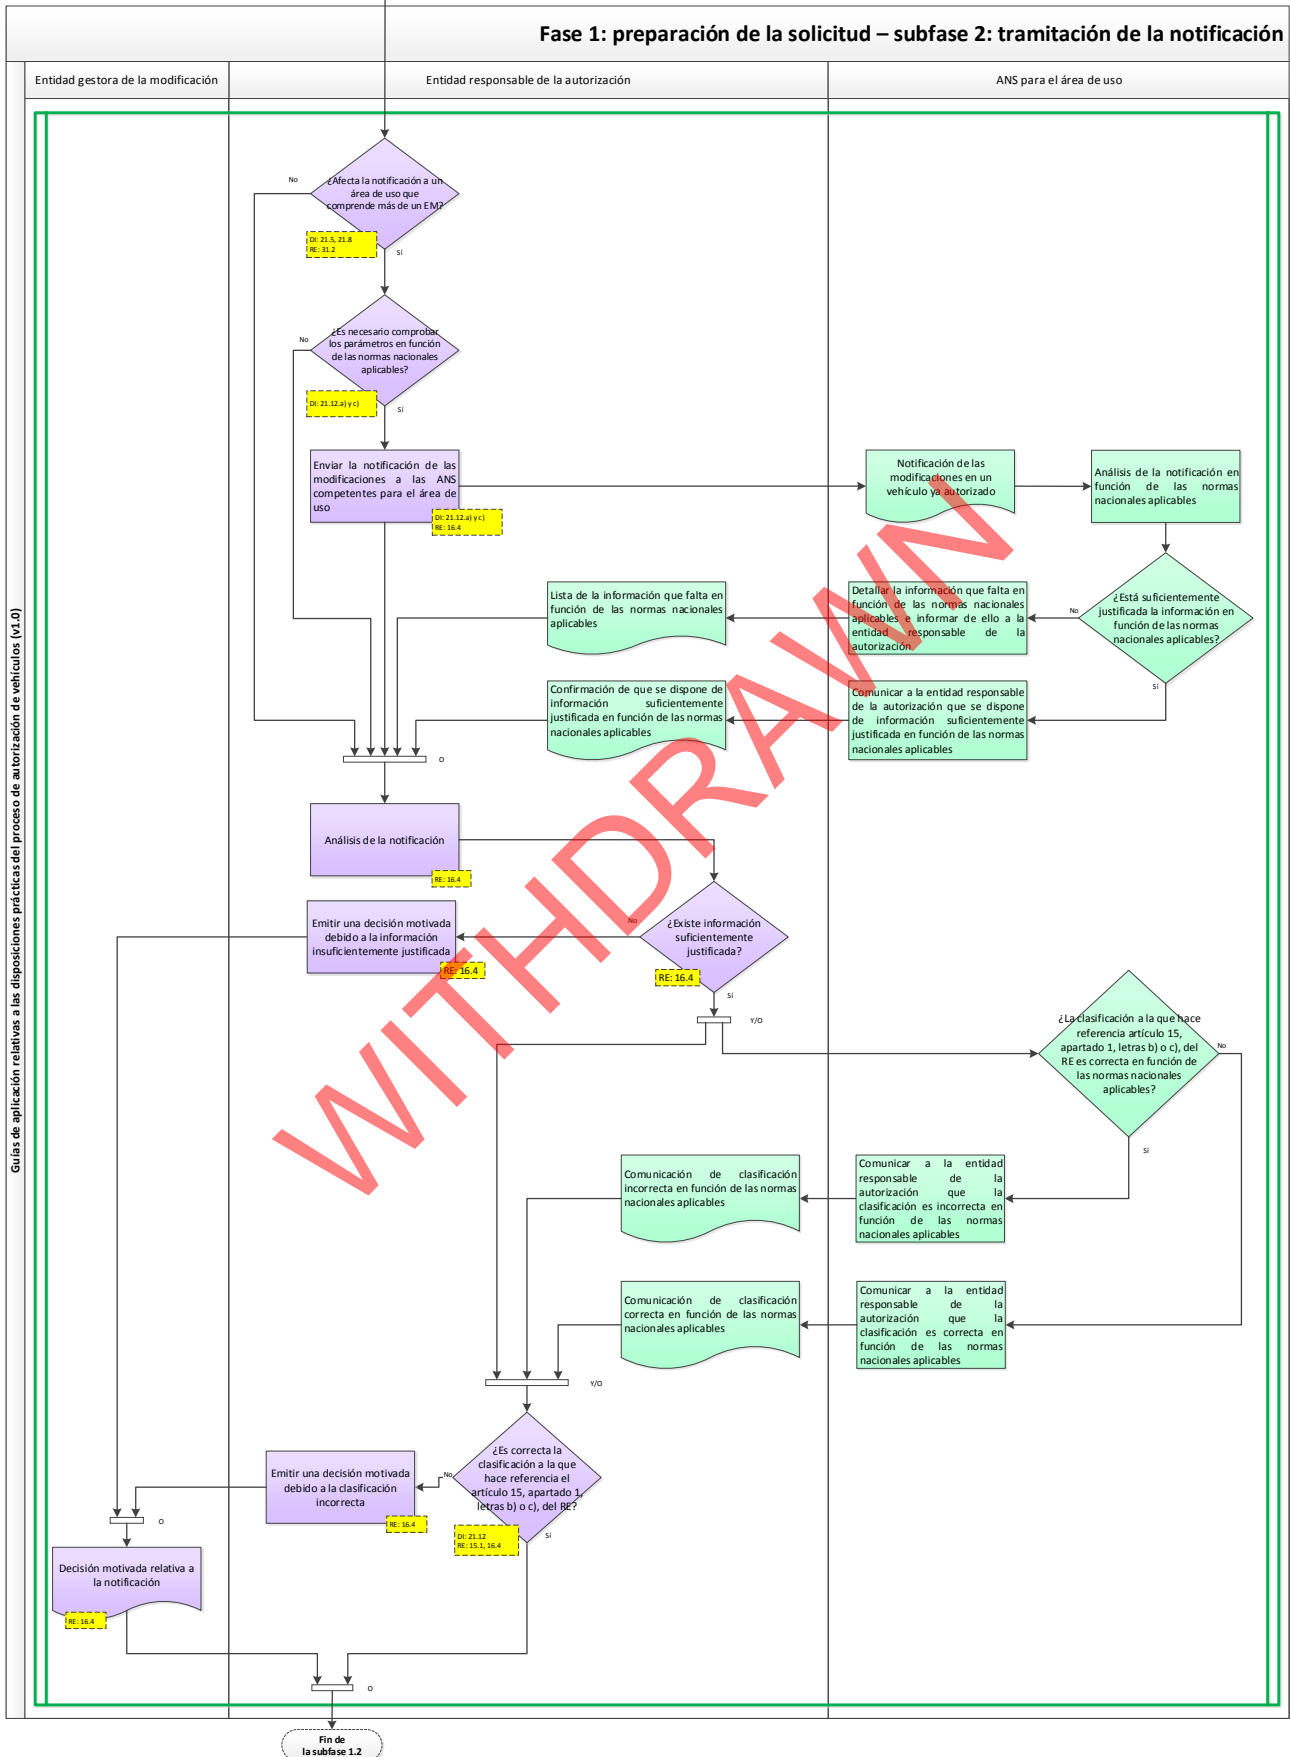 Fase 1: preparación de la solicitud – subfase 2: tramitación de la notificación
Entidad gestora de la modificación
Entidad responsable de la autorización
ANS para el área de uso
Guías de aplicación relativas a las disposiciones prácticas del proceso de autorización de vehículos (v1.0)
¿Afecta la notificación a un
área de uso que
comprende más de un EM?
No
DI: 21.5, 21.8
RE: 31.2
Sí
¿Es necesario comprobar
los parámetros en función
de las normas nacionales
aplicables?
No
DI: 21.12.a) y c)
Sí
Enviar la notificación de las
modificaciones a las ANS
competentes para el área de
uso
DI: 21.12.a) y c)
RE: 16.4
Notificación de las
modificaciones en un
vehículo ya autorizado
Análisis de la notificación en
función de las normas
nacionales aplicables
¿Está suficientemente
justificada la información en
función de las normas
nacionales aplicables?
No
Sí
Detallar la información que falta en
función de las normas nacionales
aplicables e informar de ello a la
entidad responsable de la
autorización
Lista de la información que falta en
función de las normas nacionales
aplicables
Comunicar a la entidad responsable
de la autorización que se dispone
de información suficientemente
justificada en función de las normas
nacionales aplicables
Confirmación de que se dispone de
información suficientemente
justificada en función de las normas
nacionales aplicables
O
Análisis de la notificación
RE: 16.4
¿Existe información
suficientemente
justificada?
No
RE: 16.4
Sí
Emitir una decisión motivada
debido a la información
insuficientemente justificada
RE: 16.4
Y/O
¿La clasificación a la que hace
referencia artículo 15,
apartado 1, letras b) o c), del
RE es correcta en función de
las normas nacionales
aplicables?
No
Sí
Comunicar a la entidad
responsable de la
autorización que la
clasificación es incorrecta en
función de las normas
nacionales aplicables
Comunicación de clasificación
incorrecta en función de las normas
nacionales aplicables
Comunicar a la entidad
responsable de la
autorización que la
clasificación es correcta en
función de las normas
nacionales aplicables
Comunicación de clasificación
correcta en función de las normas
nacionales aplicables
Y/O
¿Es correcta la
clasificación a la que
hace referencia el
artículo 15, apartado 1,
letras b) o c), del RE?
No
DI: 21.12
RE: 15.1, 16.4
Sí
Emitir una decisión motivada
debido a la clasificación
incorrecta
RE: 16.4
O
Decisión motivada relativa a
la notificación
RE: 16.4
O
Fin de
la subfase 1.2
WITHDRAWN